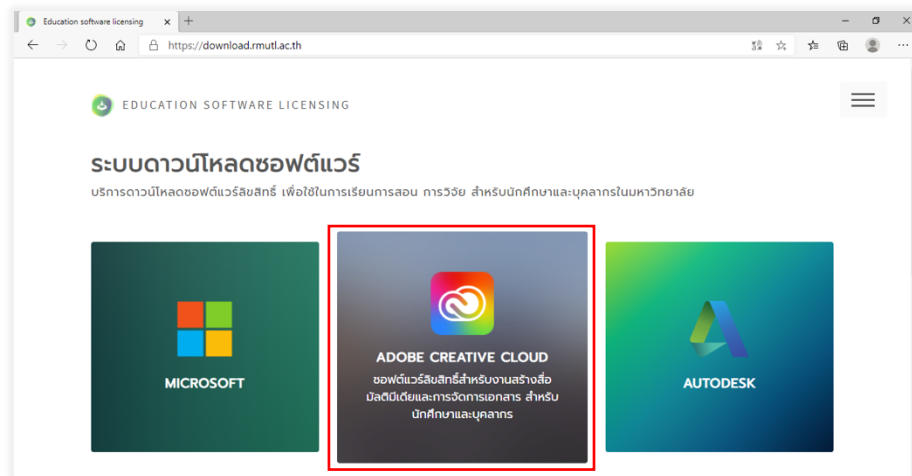 Education software licensing
https://download.rmutl.ac.th
EDUCATION SOFTWARE LICENSING
ระบบดาวน์โหลดซอฟต์แวร์
บริการดาวน์โหลดซอฟต์แวร์ลิขสิทธิ์ เพื่อใช้ในการเรียนการสอน การวิจัย สำหรับนักศึกษาและบุคลากรในมหาวิทยาลัย
MICROSOFT
ADOBE CREATIVE CLOUD
ซอฟต์แวร์ลิขสิทธิ์สำหรับงานสร้างสื่อ
มัลติมีเดียและการจัดการเอกสาร สำหรับ
นักศึกษาและบุคลากร
AUTODESK